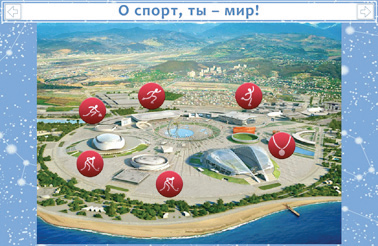 О спорт, ты – мир!